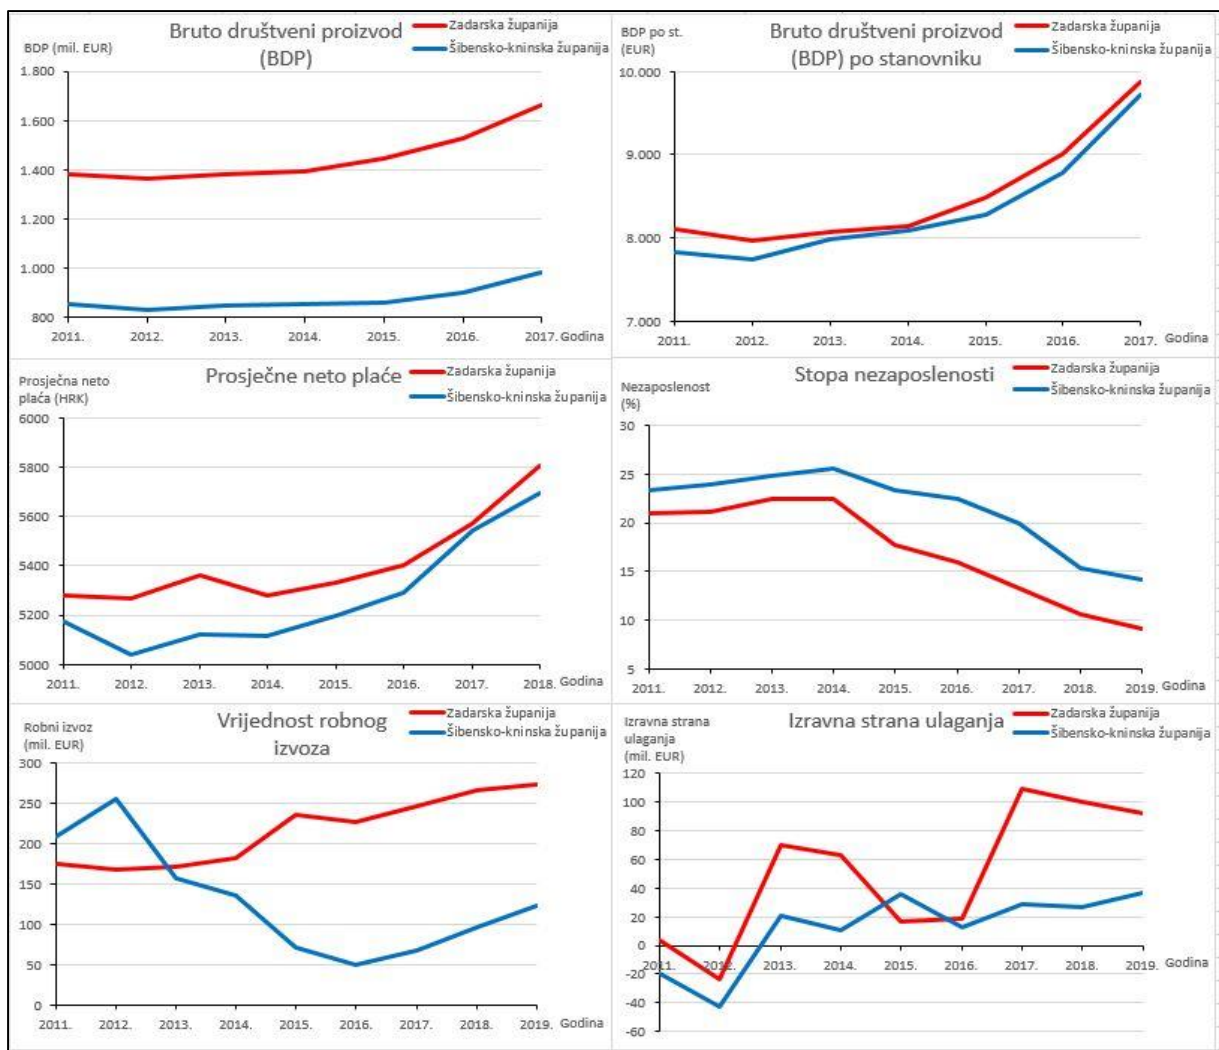 Bruto društveni proizvod
(BDP)
BDP (mil. EUR)
Zadarska županija
Šibensko-kninska županija
1.800
1.600
1.400
1.200
1.000
800
2011. 2012. 2013. 2014. 2015. 2016. 2017. Godina
Bruto društveni proizvod
(BDP) po stanovniku
BDP po st.
(EUR)
Zadarska županija
Šibensko-kninska županija
10.000
9.000
8.000
7.000
2011. 2012. 2013. 2014. 2015. 2016. 2017. Godina
Prosječne neto plaće
Prosječna neto
plaća (HRK)
Zadarska županija
Šibensko-kninska županija
6000
5800
5600
5400
5200
5000
2011. 2012. 2013. 2014. 2015. 2016. 2017. 2018. Godina
Stopa nezaposlenosti
Nezaposlenost
(%)
Zadarska županija
Šibensko-kninska županija
30
25
20
15
10
5
2011. 2012. 2013. 2014. 2015. 2016. 2017. 2018. 2019. Godina
Vrijednost robnog
izvoza
Robni izvoz
(mil. EUR)
Zadarska županija
Šibensko-kninska županija
300
250
200
150
100
50
0
2011. 2012. 2013. 2014. 2015. 2016. 2017. 2018. 2019. Godina
Izravna strana ulaganja
Izravna strana
ulaganja
(mil. EUR)
Zadarska županija
Šibensko-kninska županija
120
100
80
60
40
20
0
-20
-40
-60
2011. 2012. 2013. 2014. 2015. 2016. 2017. 2018. 2019. Godina